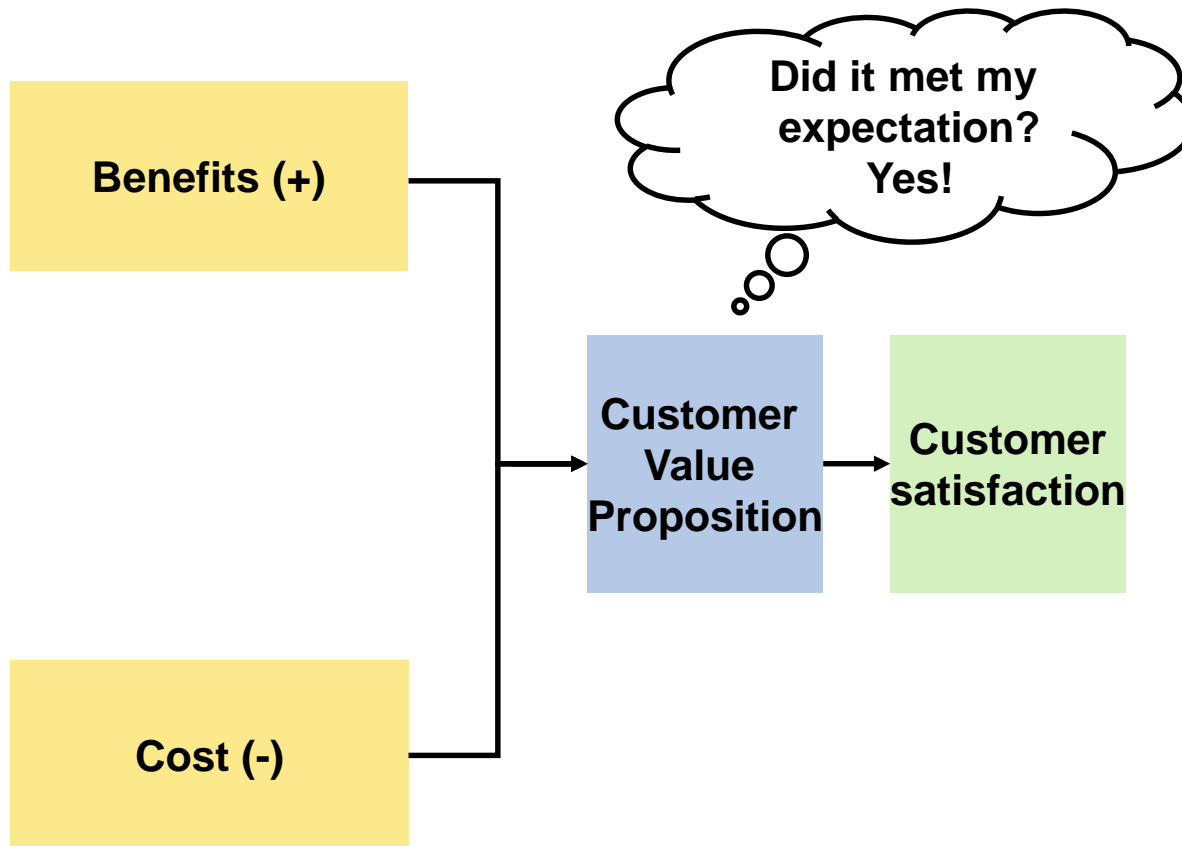 Did it met my
expectation?
Yes!
Benefits (+)
Customer
Value
Proposition
Customer
satisfaction
Cost (-)